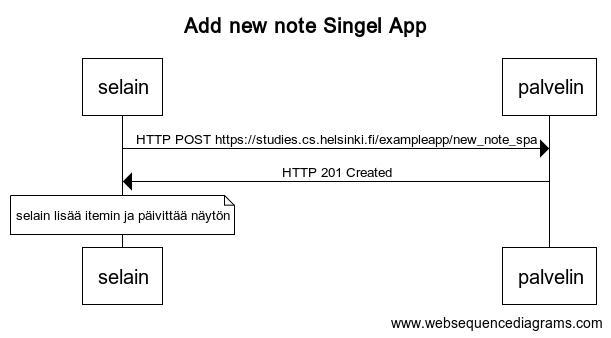 Add new note Singel App
selain
palvelin
HTTP POST https://studies.cs.helsinki.fi/exampleapp/new_note_spa
HTTP 201 Created
selain lisää itemin ja päivittää näytön
selain
palvelin
www.websequencediagrams.com